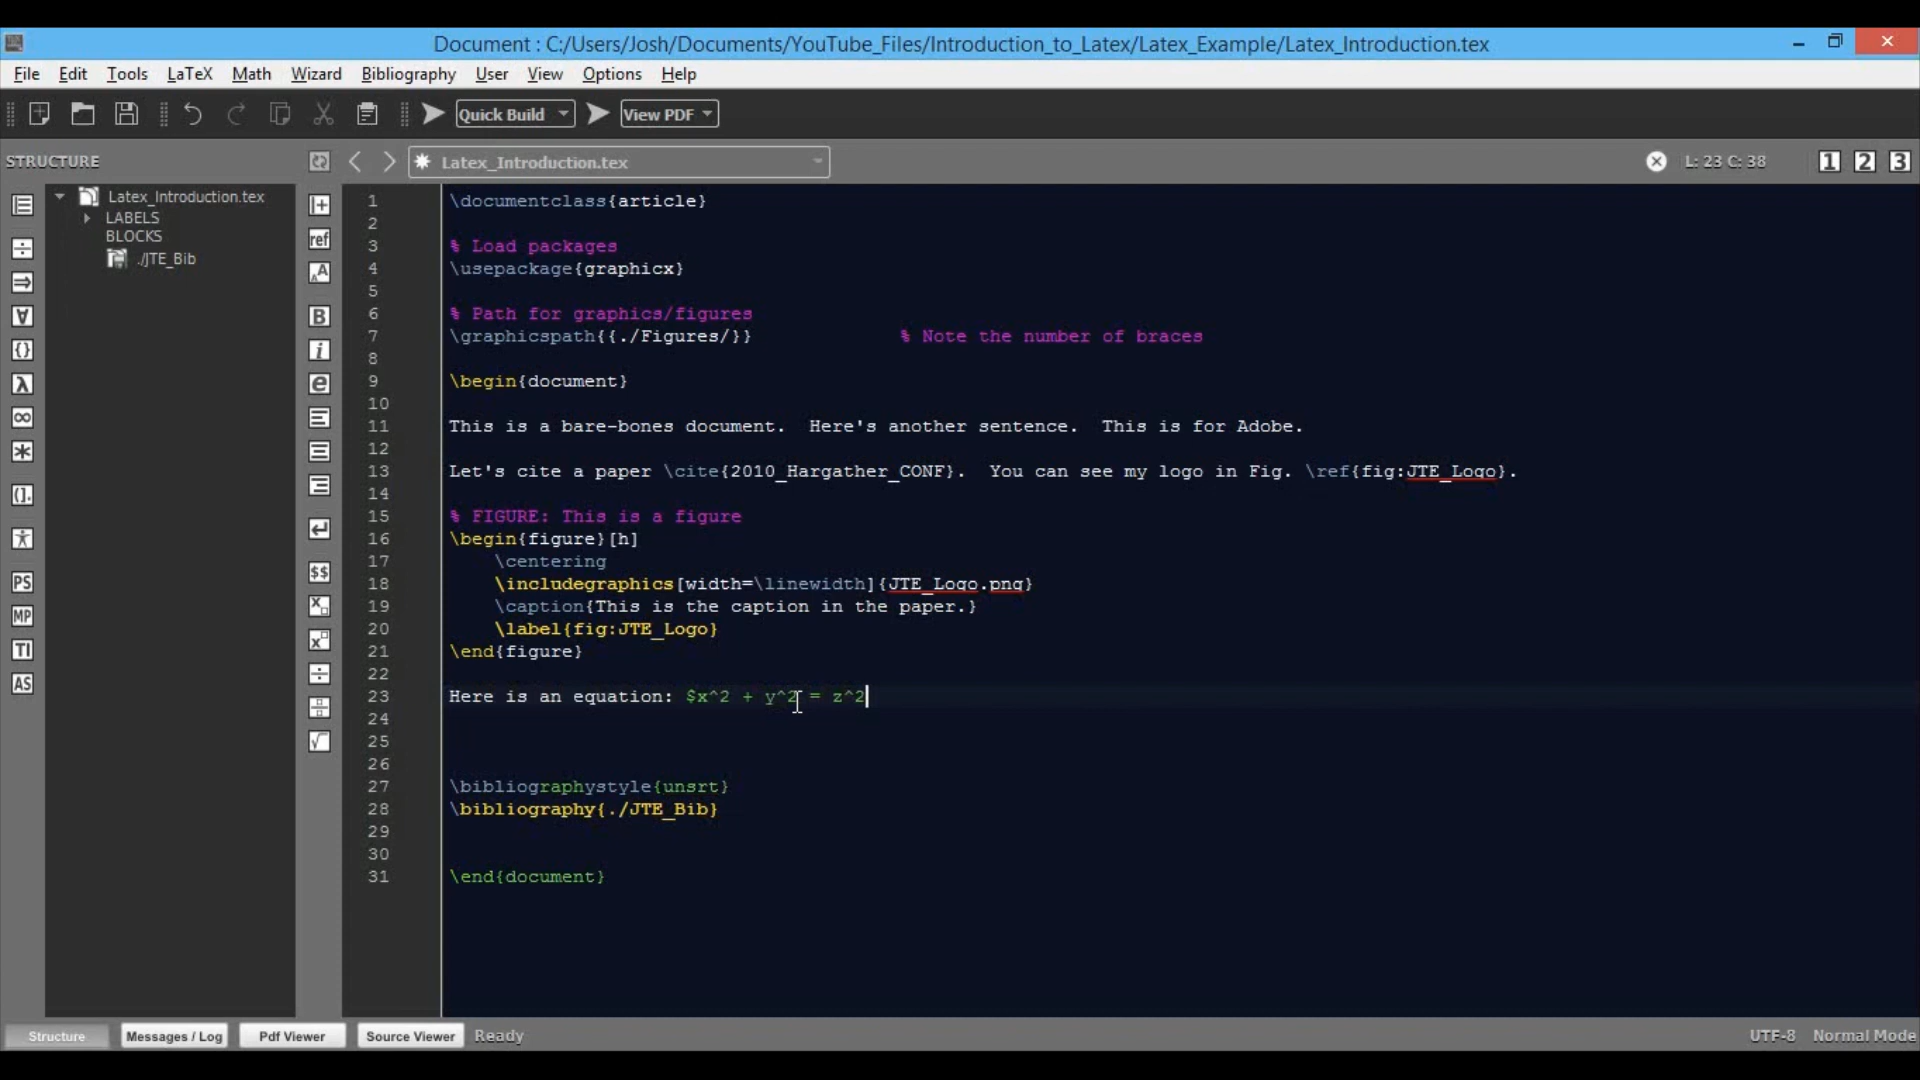 Document : C:/Users/Josh/Documents/YouTube_Files/Introduction_to_Latex/Latex_Example/Latex_Introduction.tex
File Edit Tools LaTeX Math Wizard Bibliography User View Options Help
Quick Build View PDF
STRUCTURE Latex_Introduction.tex L: 23 C: 38 1 2 3
Latex_Introduction.tex
LABELS
BLOCKS
./JTE_Bib
ref
A
B
i
e
$$
PS
MP
TI
AS
1 \documentclass{article}
2
3 % Load packages
4 \usepackage{graphicx}
5
6 % Path for graphics/figures
7 \graphicspath{{./Figures/}} % Note the number of braces
8
9 \begin{document}
10
11 This is a bare-bones document.  Here's another sentence.  This is for Adobe.
12
13 Let's cite a paper \cite{2010_Hargather_CONF}.  You can see my logo in Fig. \ref{fig:JTE_Logo}.
14
15 % FIGURE: This is a figure
16 \begin{figure}[h]
17 \centering
18 \includegraphics[width=\linewidth]{JTE_Logo.png}
19 \caption{This is the caption in the paper.}
20 \label{fig:JTE_Logo}
21 \end{figure}
22
23 Here is an equation: $x^2 + y^2 = z^2
24
25
26
27 \bibliographystyle{unsrt}
28 \bibliography{./JTE_Bib}
29
30
31 \end{document}
Structure Messages / Log Pdf Viewer Source Viewer Ready UTF-8 Normal Mode